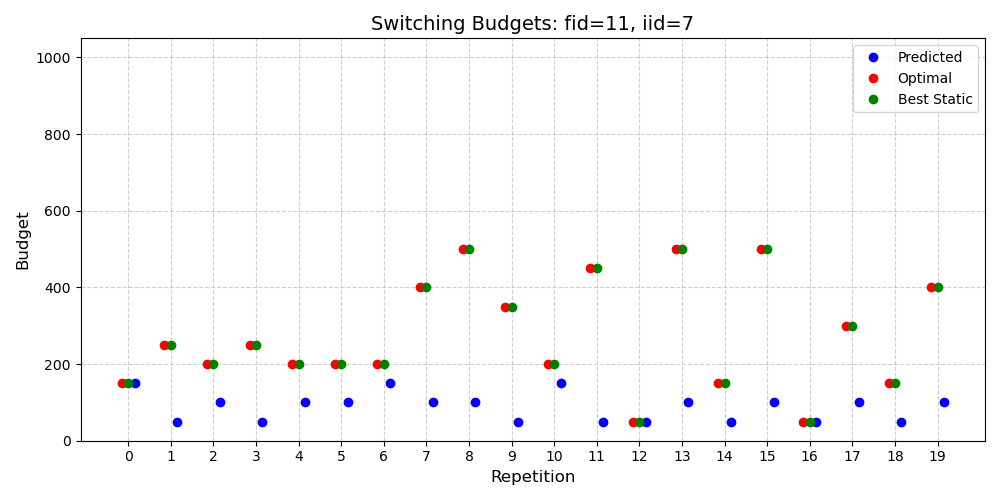 Switching Budgets: fid=11, iid=7
Predicted
Optimal
Best Static
Budget
1000
800
600
400
200
0
0 1 2 3 4 5 6 7 8 9 10 11 12 13 14 15 16 17 18 19
Repetition